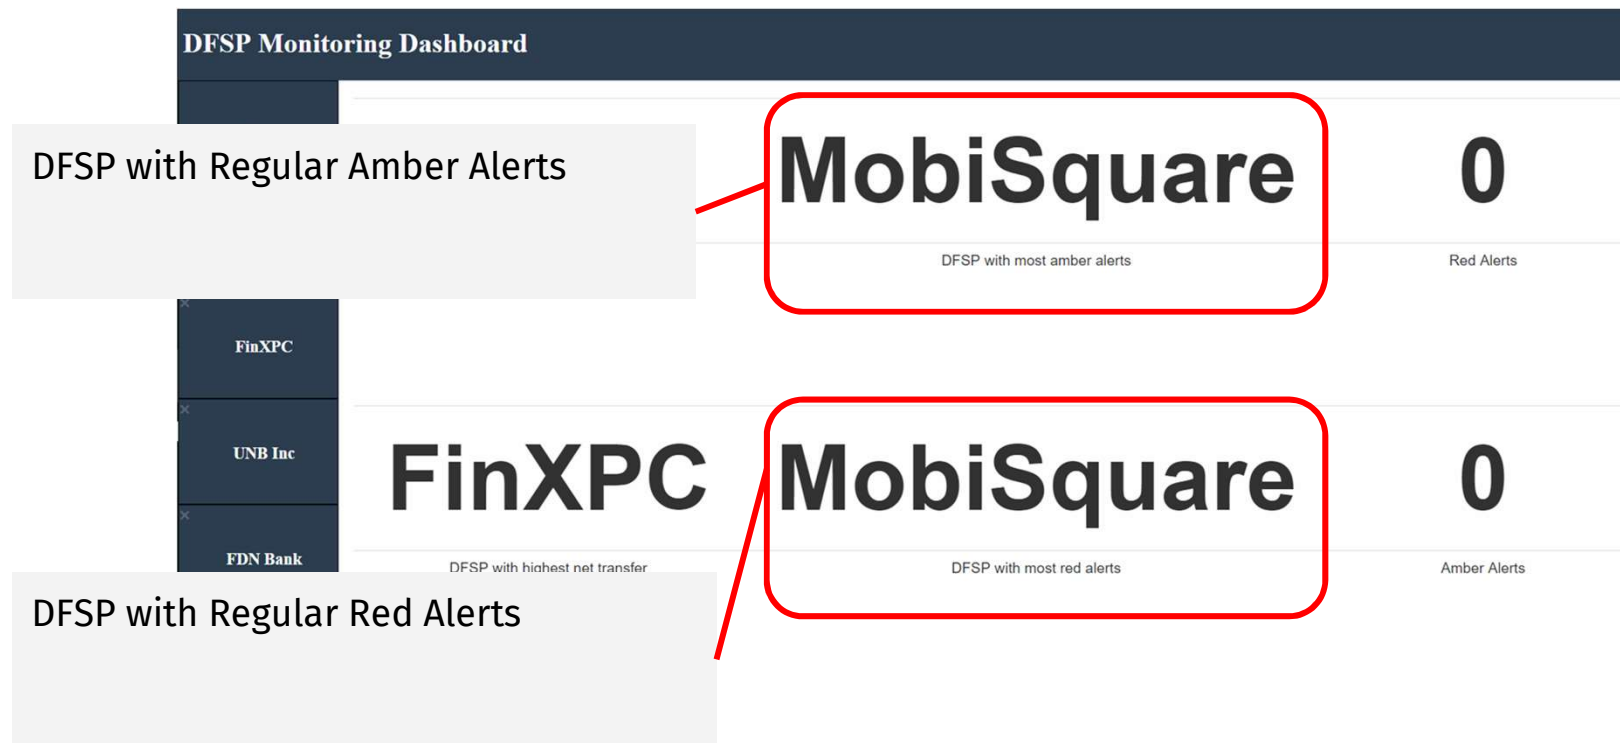 DFSP Monitoring Dashboard
DFSP with Regular Amber Alerts
MobiSquare
0
DFSP with most amber alerts
Red Alerts
×
FinXPC
×
UNB Inc
×
FDN Bank
FinXPC
MobiSquare
0
DFSP with highest net transfer
DFSP with most red alerts
Amber Alerts
DFSP with Regular Red Alerts